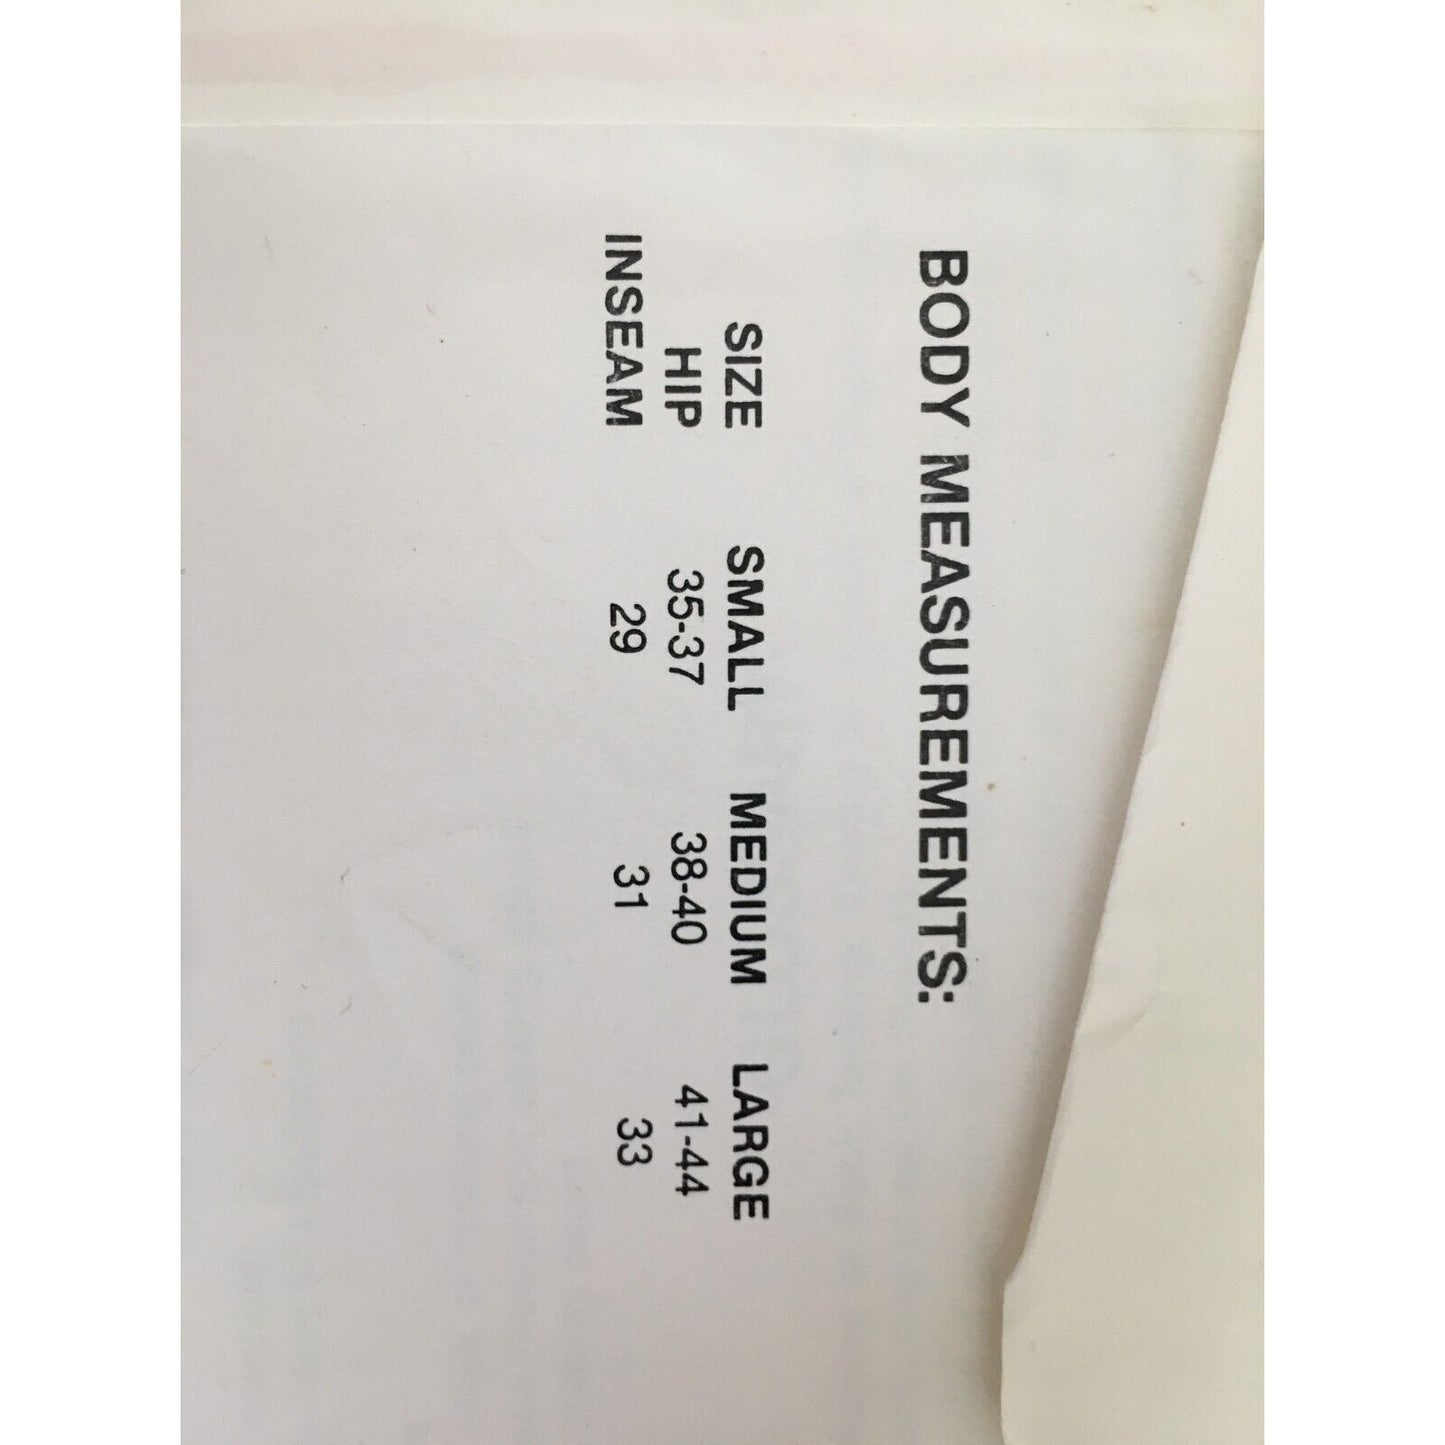 BODY MEASUREMENTS:
SIZE SMALL MEDIUM LARGE
HIP 35-37 38-40 41-44
INSEAM 29 31 33